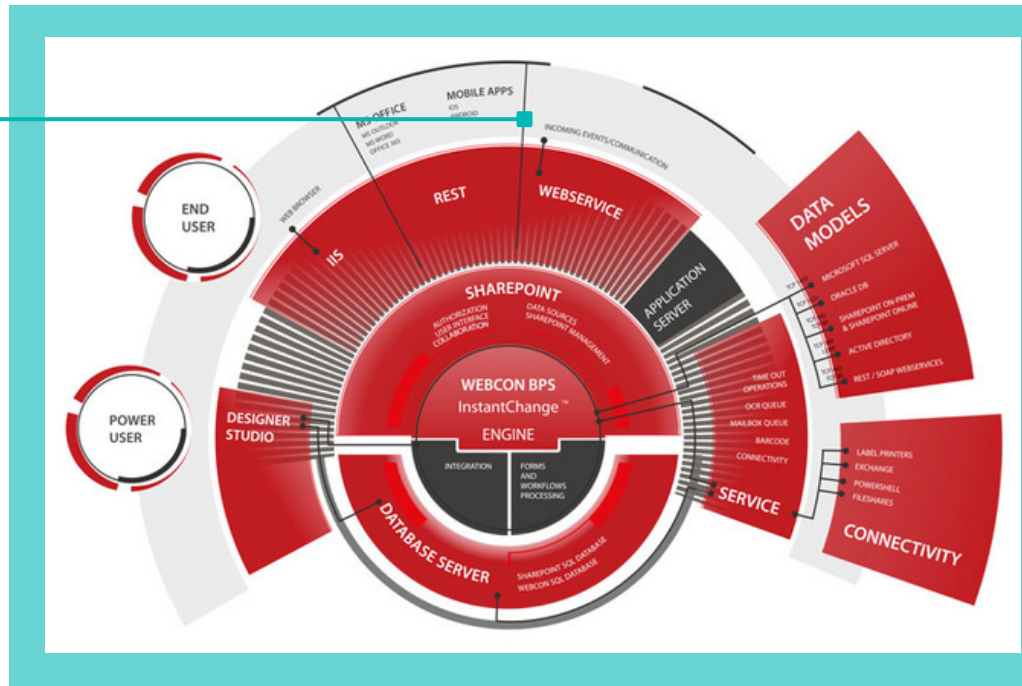 MS OFFICE
MS OUTLOOK
MS WORD
OFFICE 365
MOBILE APPS
IOS
ANDROID
INCOMING EVENTS/COMMUNICATION
WEB BROWSER
END
USER
IIS
REST
WEBSERVICE
APPLICATION
SERVER
DATA
MODELS
MICROSOFT SQL SERVER
ORACLE DB
SHAREPOINT ON-PREM
& SHAREPOINT ONLINE
ACTIVE DIRECTORY
REST / SOAP WEBSERVICES
SHAREPOINT
AUTHORIZATION
USER INTERFACE
COLLABORATION
DATA SOURCES
SHAREPOINT MANAGEMENT
WEBCON BPS
InstantChange ™
ENGINE
INTEGRATION
FORMS
AND
WORKFLOWS
PROCESSING
POWER
USER
DESIGNER
STUDIO
TIME OUT
OPERATIONS
OCR QUEUE
MAILBOX QUEUE
BARCODE
CONNECTIVITY
SERVICE
LABEL PRINTERS
EXCHANGE
POWERSHELL
FILESHARES
CONNECTIVITY
DATABASE SERVER
SHAREPOINT SQL DATABASE
WEBCON SQL DATABASE